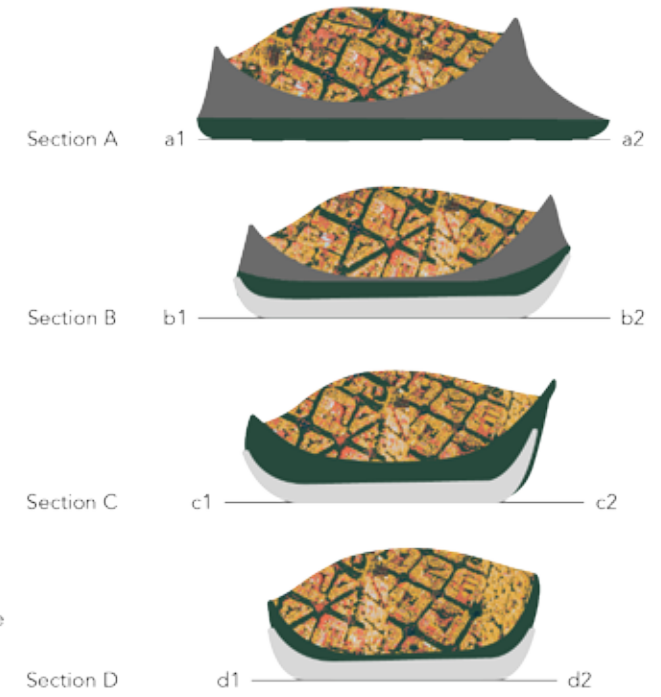 Section A a1 a2
Section B b1 b2
Section C c1 c2
e
Section D d1 d2